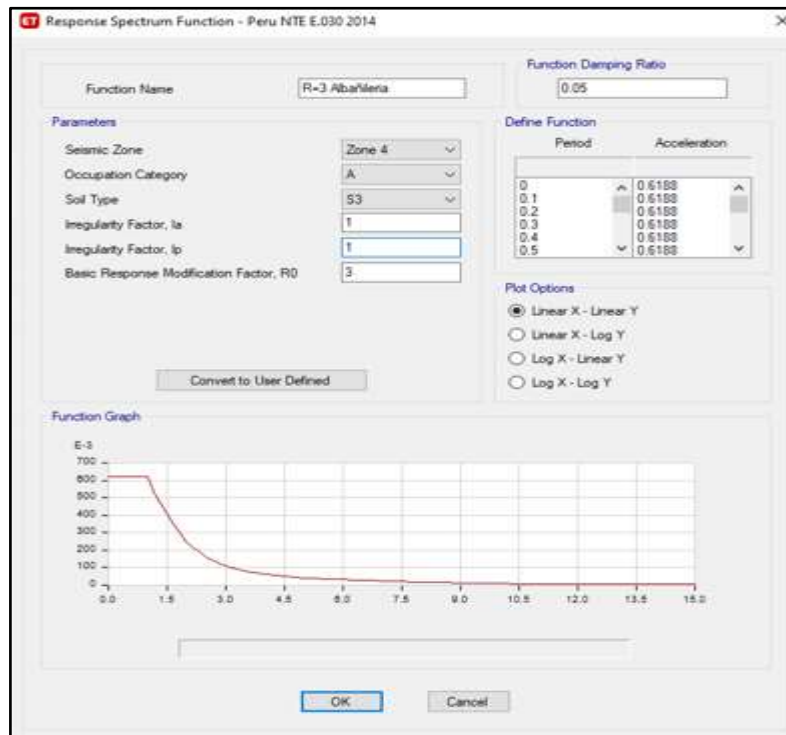 Response Spectrum Function - Peru NTE E.030 2014
Function Name
R=3 Albañileria
Function Damping Ratio
0.05
Parameters
Seismic Zone
Zone 4
Occupation Category
A
Soil Type
S3
Irregularity Factor, Ia
1
Irregularity Factor, Ip
1
Basic Response Modification Factor, R0
3
Convert to User Defined
Define Function
Period Acceleration
0 0.6188
0.1 0.6188
0.2 0.6188
0.3 0.6188
0.4 0.6188
0.5 0.6188
Plot Options
Linear X - Linear Y
Linear X - Log Y
Log X - Linear Y
Log X - Log Y
Function Graph
E-3
700
600
500
400
300
200
100
0
0.0 1.5 3.0 4.5 6.0 7.5 9.0 10.5 12.0 13.5 15.0
OK Cancel